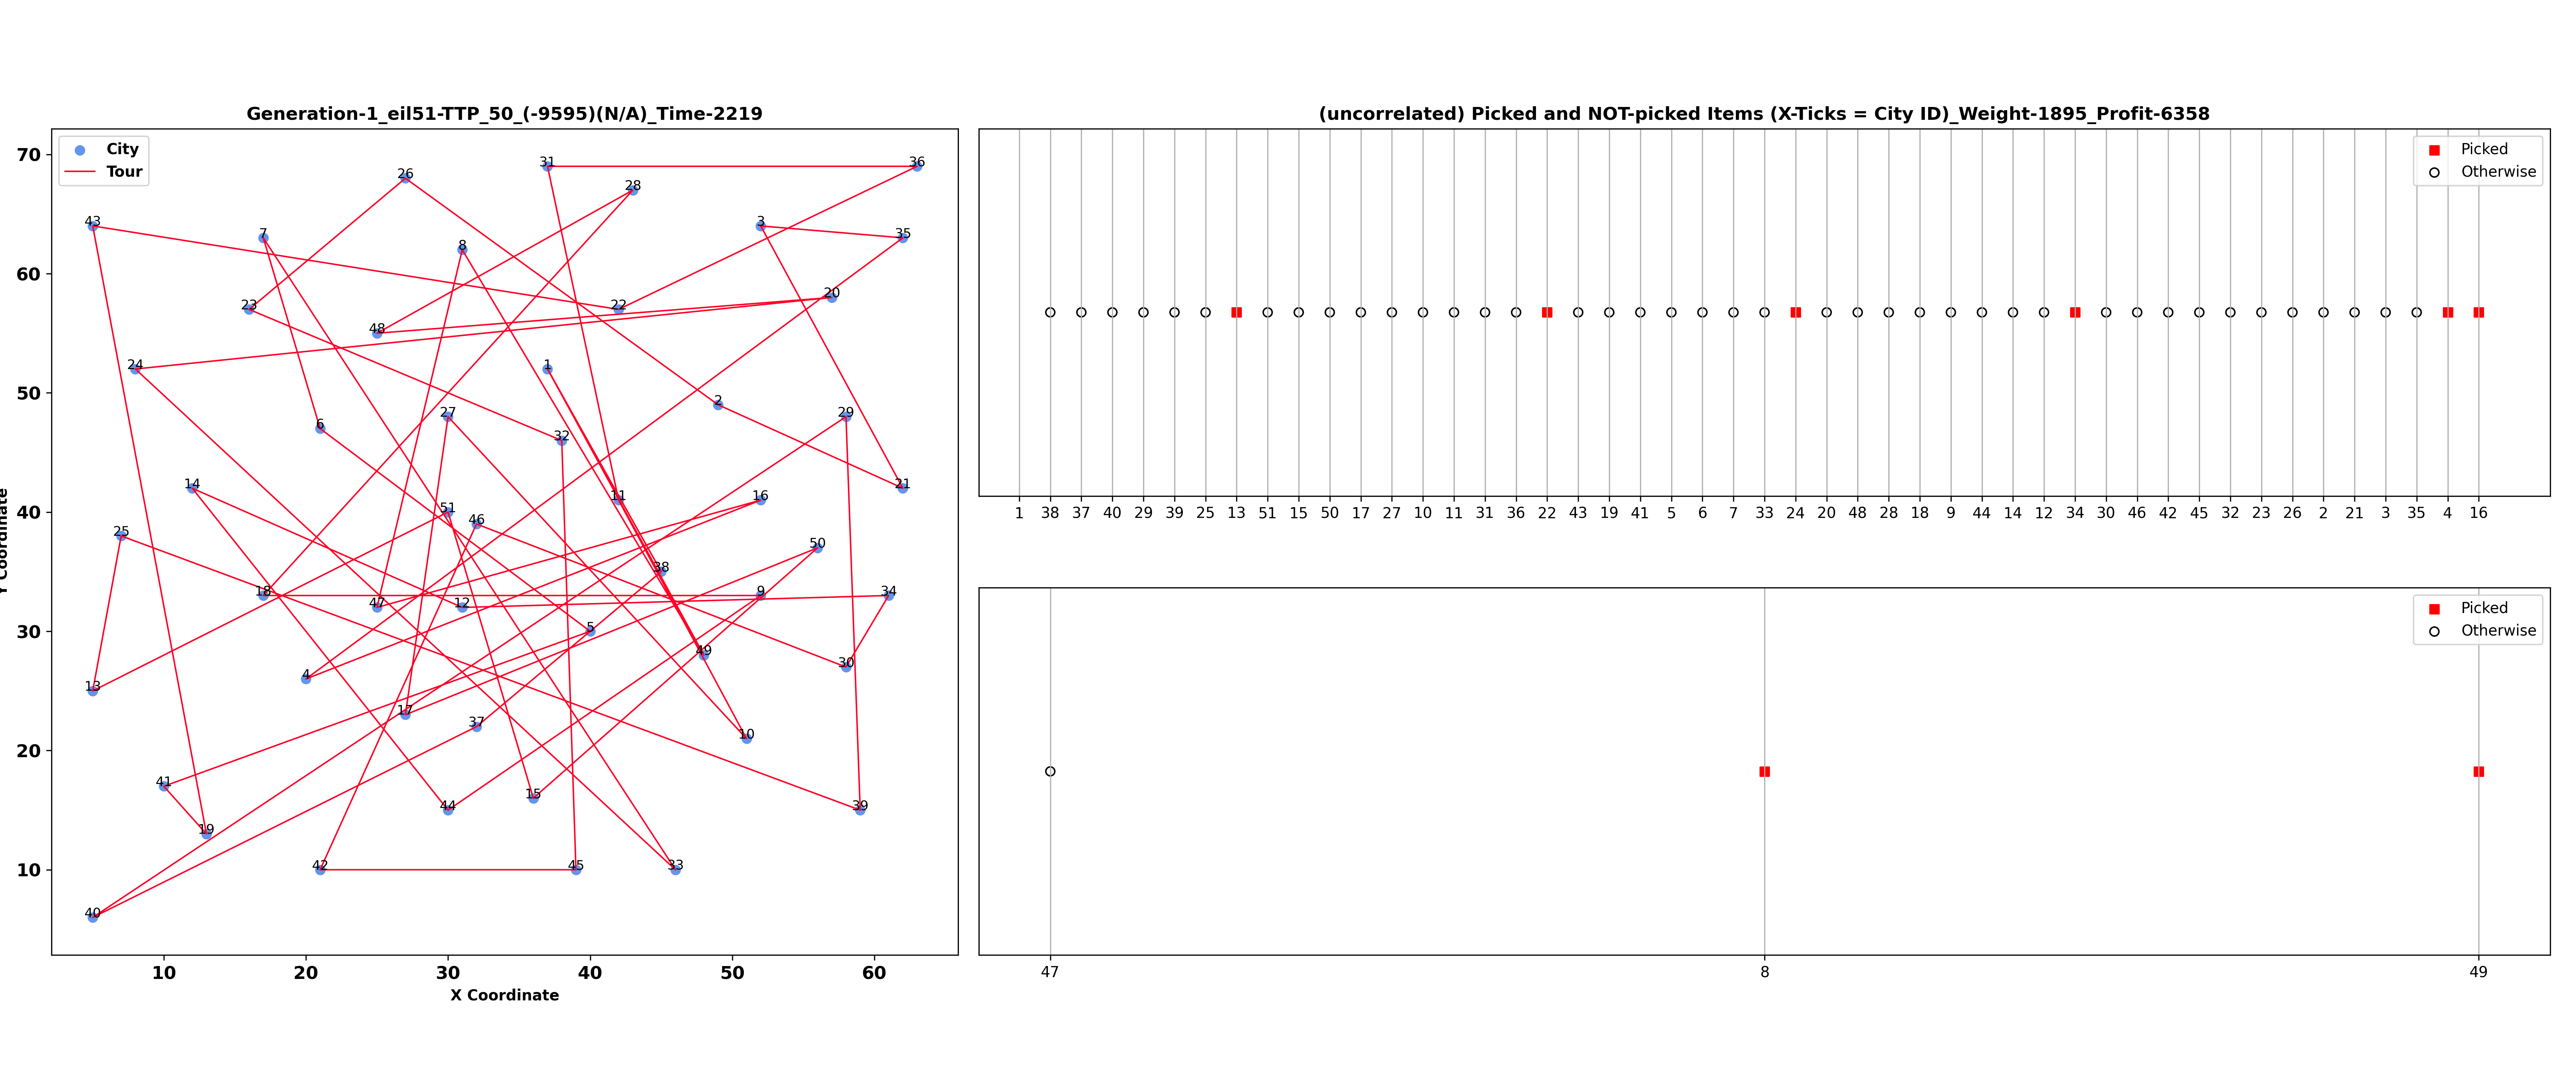 Generation-1_eil51-TTP_50_(-9595)(N/A)_Time-2219
City
Tour
70
60
50
40
30
20
10
10 20 30 40 50 60
X Coordinate
Y Coordinate
31 36
26
28
43 3
7 35
8
20
23 22
48
24 1
2
27 29
32
14 21
11 16
51
46
25
50
38
18 9 34
47 12
5
49
30
4
13
17
37
10
41
44 15 39
19
42 45 33
40
(uncorrelated) Picked and NOT-picked Items (X-Ticks = City ID)_Weight-1895_Profit-6358
Picked
Otherwise
1 38 37 40 29 39 25 13 51 15 50 17 27 10 11 31 36 22 43 19 41 5 6 7 33 24 20 48 28 18 9 44 14 12 34 30 46 42 45 32 23 26 2 21 3 35 4 16
Picked
Otherwise
47 8 49
6